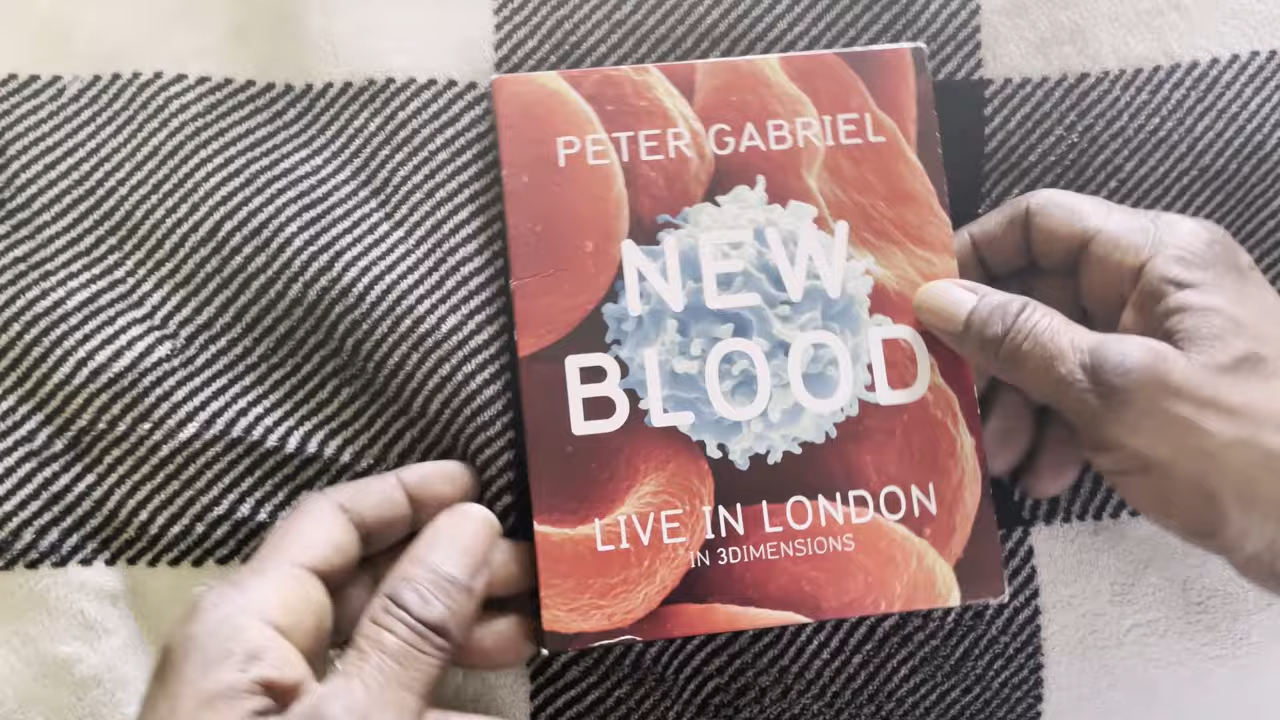 PETER GABRIEL
NEW
BLOOD
LIVE IN LONDON
IN 3DIMENSIONS